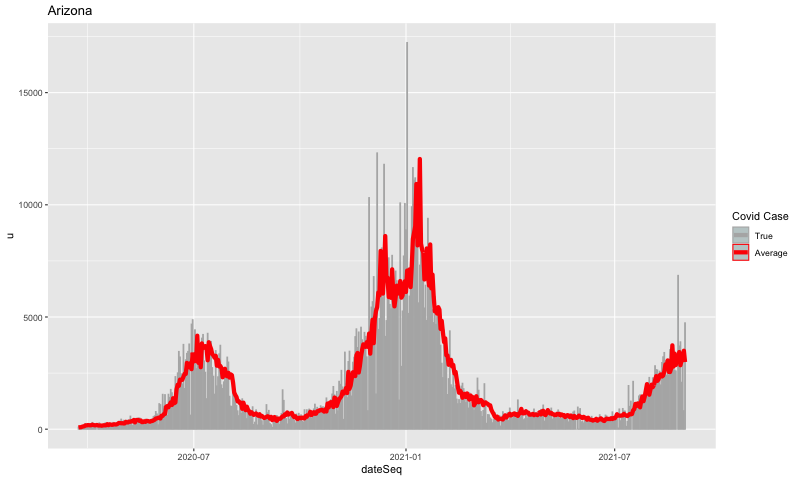 Arizona
15000
10000
5000
0
u
2020-07
2021-01
2021-07
dateSeq
Covid Case
True
Average